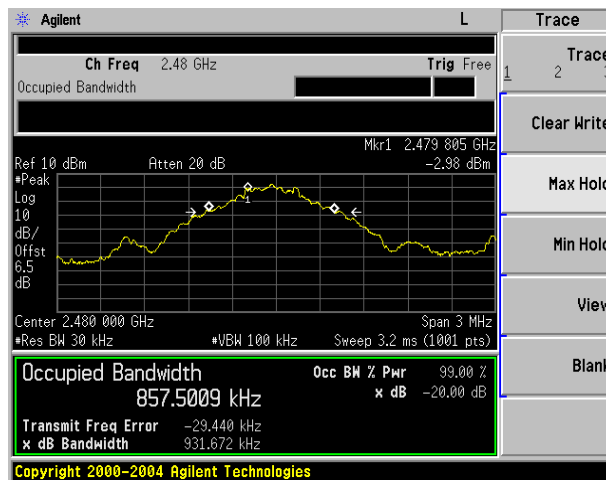 Agilent L Trace
Ch Freq 2.48 GHz Trig Free
Occupied Bandwidth
Trace
1 2
Clear Write
Max Hold
Min Hold
View
Blank
Mkr1 2.479 805 GHz
Ref 10 dBm Atten 20 dB -2.98 dBm
#Peak
Log
10
dB/
Offst
6.5
dB
1
Center 2.480 000 GHz Span 3 MHz
#Res BW 30 kHz #VBW 100 kHz Sweep 3.2 ms (1001 pts)
Occupied Bandwidth Occ BW % Pwr 99.00 %
857.5009 kHz x dB -20.00 dB
Transmit Freq Error -29.440 kHz
x dB Bandwidth 931.672 kHz
Copyright 2000-2004 Agilent Technologies